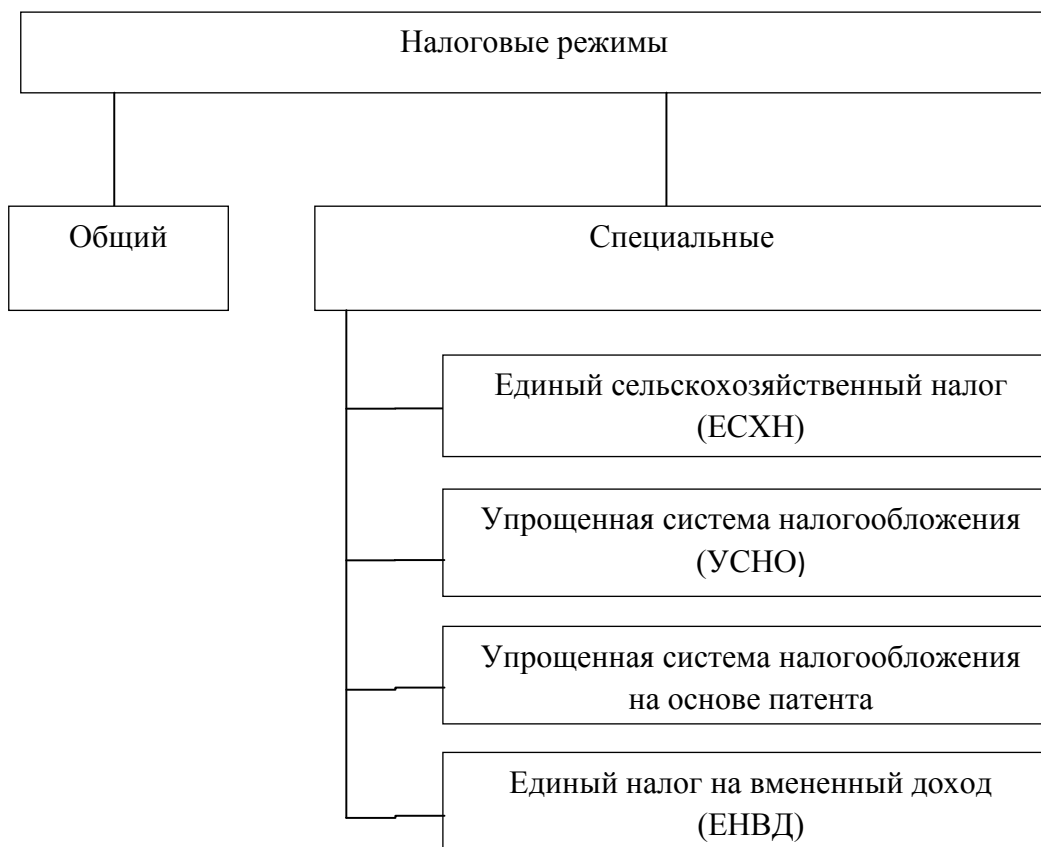 Налоговые режимы
Общий
Специальные
Единый сельскохозяйственный налог
(ЕСХН)
Упрощенная система налогообложения
(УСНО)
Упрощенная система налогообложения
на основе патента
Единый налог на вмененный доход
(ЕНВД)